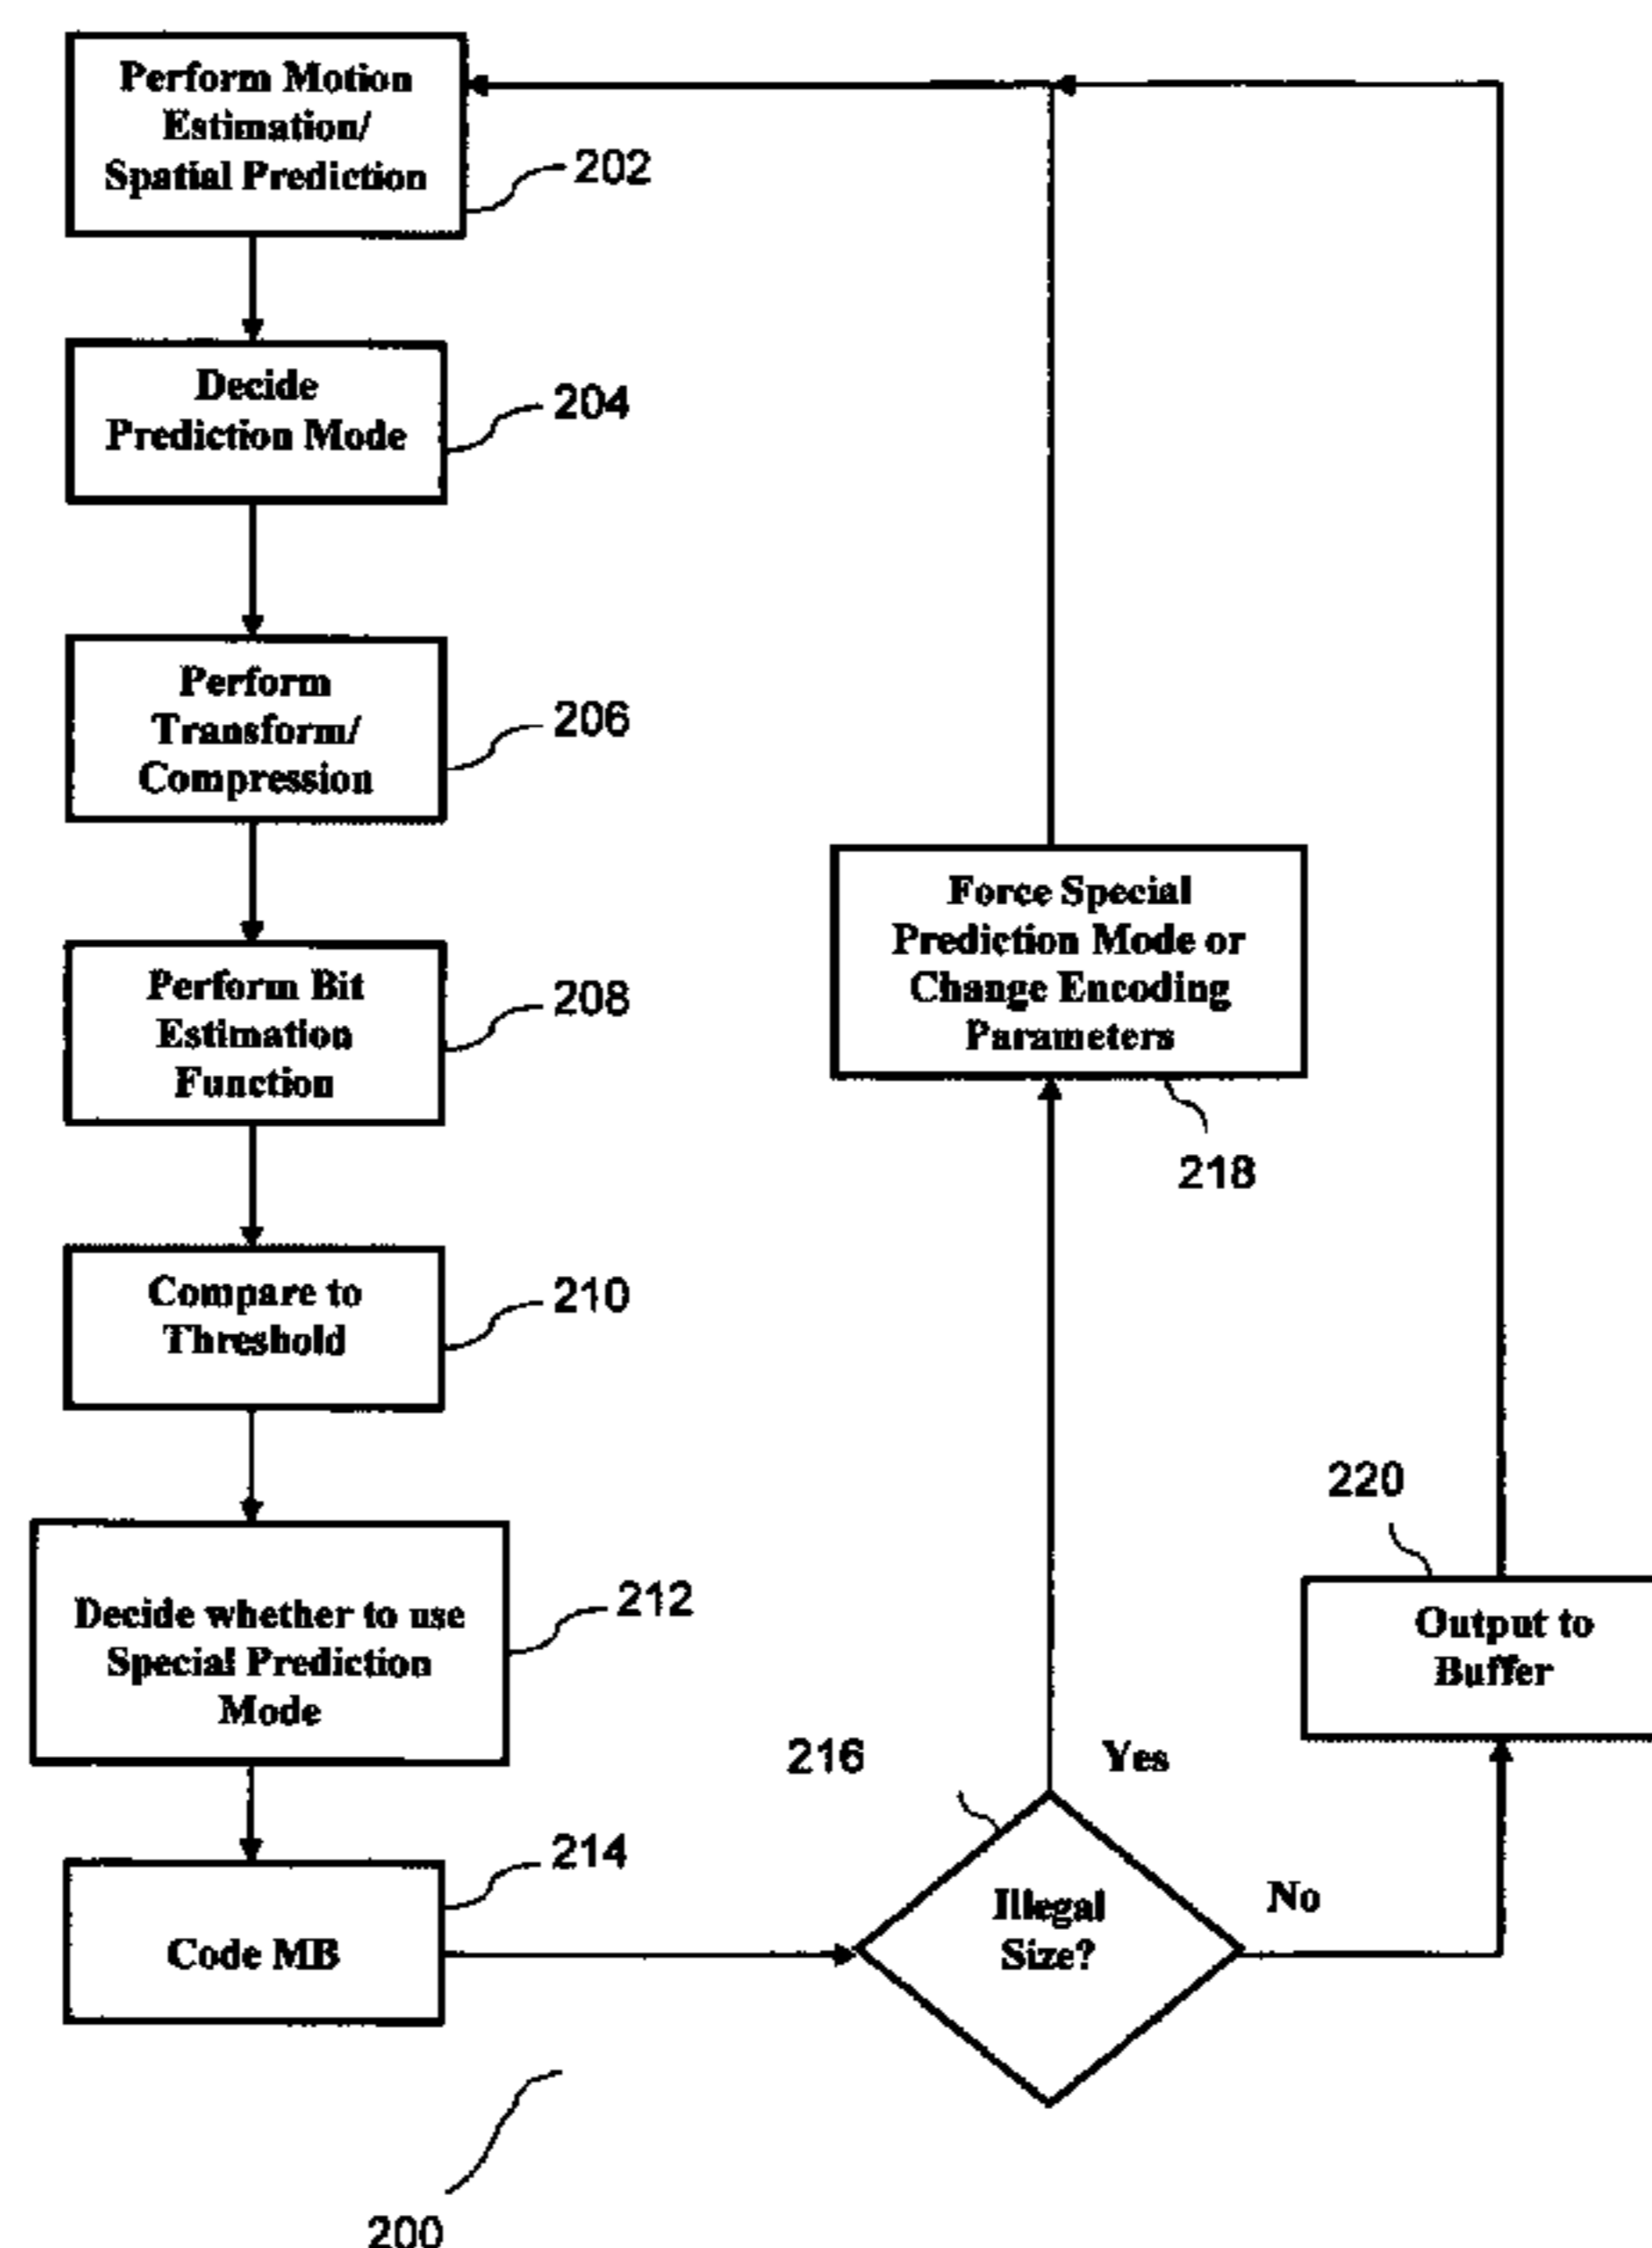 Perform Motion
Estimation/
Spatial Prediction
202
Decide
Prediction Mode
204
Perform
Transform/
Compression
206
Perform Bit
Estimation
Function
208
Compare to
Threshold
210
Decide whether to use
Special Prediction
Mode
212
Code MB
214
Illegal
Size?
216
Yes
No
Force Special
Prediction Mode or
Change Encoding
Parameters
218
220
Output to
Buffer
200